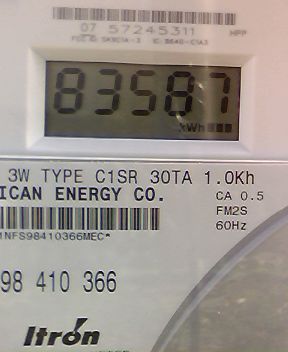 07 57245311
HPP
83587
kWh
3W TYPE C1SR 30TA 1.0Kh
ICAN ENERGY CO.
CA 0.5
FM2S
60Hz
98 410 366
Itron